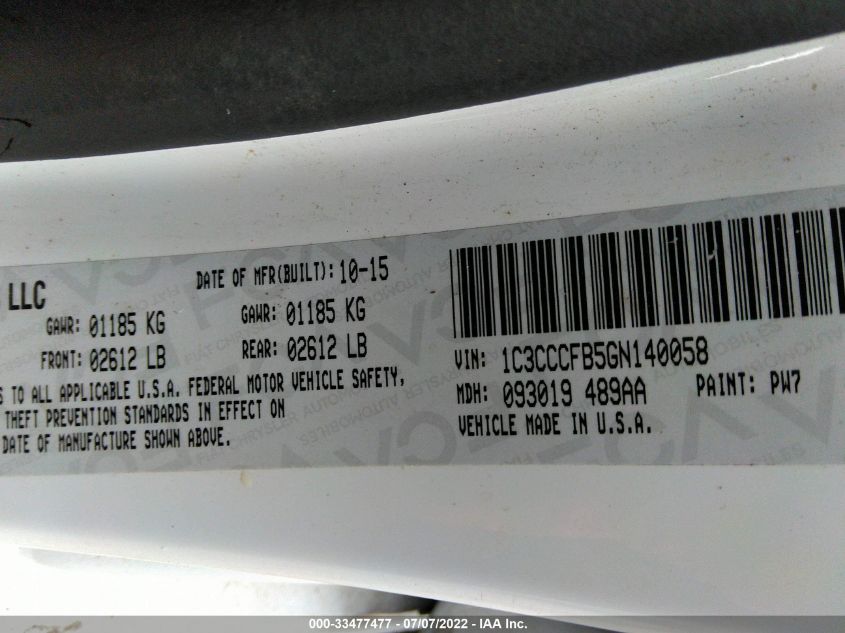 LLC
DATE OF MFR(BUILT): 10-15
GAWR: 01185 KG
GAWR: 01185 KG
FRONT: 02612 LB
REAR: 02612 LB
S TO ALL APPLICABLE U.S.A. FEDERAL MOTOR VEHICLE SAFETY,
THEFT PREVENTION STANDARDS IN EFFECT ON
DATE OF MANUFACTURE SHOWN ABOVE.
VIN: 1C3CCCFB5GN140058
MDH: 093019 489AA
PAINT: PW7
VEHICLE MADE IN U.S.A.
000-33477477 - 07/07/2022 - IAA Inc.